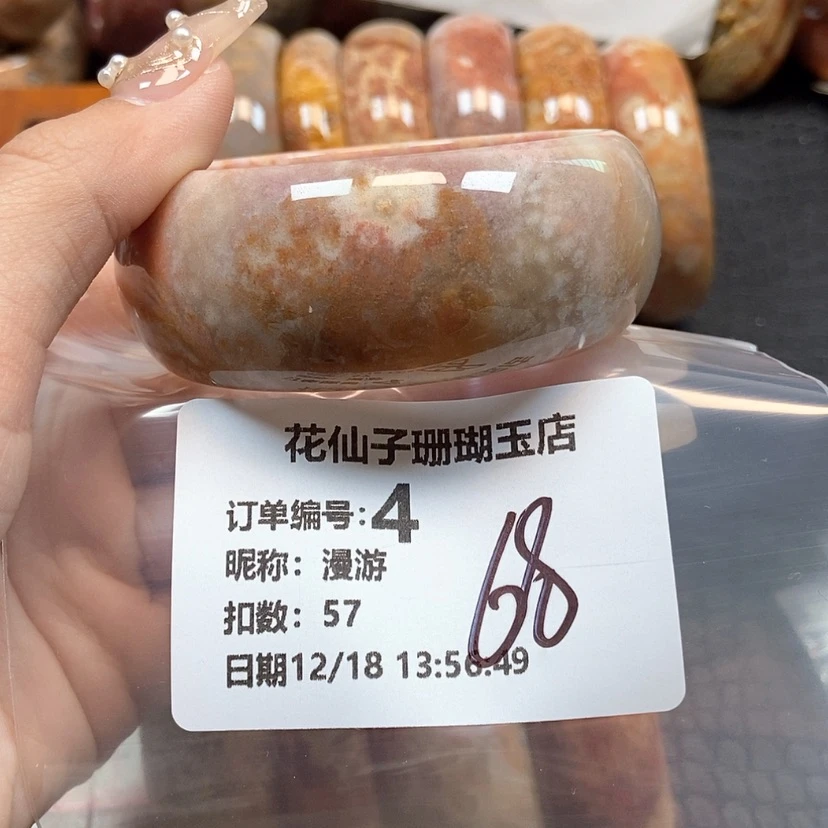 花仙子珊瑚玉店
订单编号:4
昵称：漫游
68
扣数：57
日期12/18 13:56:49